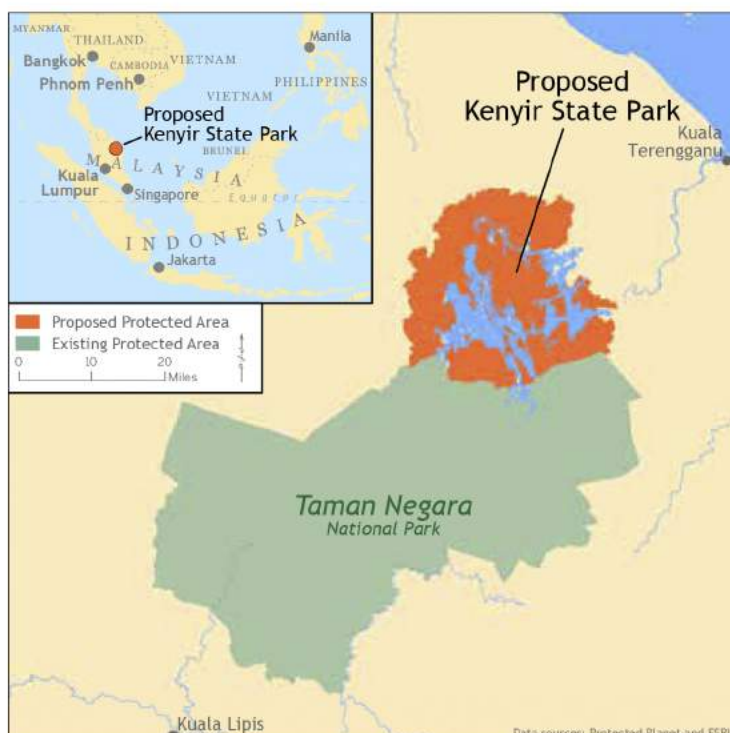 MYANMAR
THAILAND
Bangkok
CAMBODIA
VIETNAM
Phnom Penh
VIETNAM
Manila
PHILIPPINES
Proposed
Kenyir State Park
BRUNEI
MALAYSIA
Kuala
Lumpur
Singapore
Equator
INDONESIA
Jakarta
Proposed
Kenyir State Park
Kuala
Terengganu
Proposed Protected Area
Existing Protected Area
0 10 20
Miles
Taman Negara
National Park
Kuala Lipis
Data sources: Protected Planet and ESRI